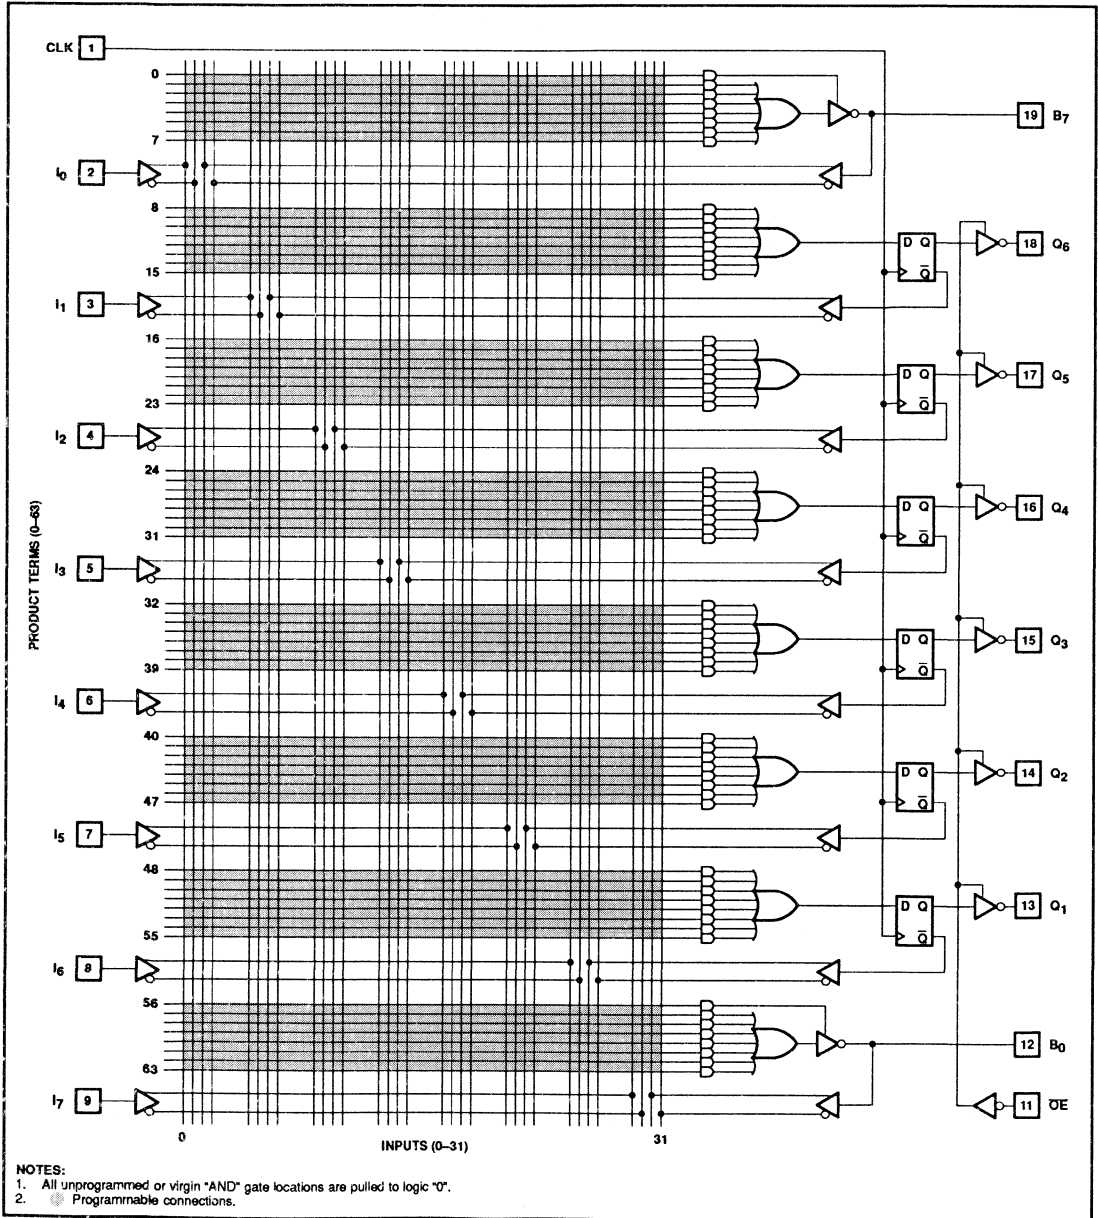 CLK 1
0
7
19 B7
I0 2
8
15
D Q
Q̅
18 Q6
I1 3
16
23
D Q
Q̅
17 Q5
I2 4
24
31
D Q
Q̅
16 Q4
I3 5
32
39
D Q
Q̅
15 Q3
I4 6
40
47
D Q
Q̅
14 Q2
I5 7
48
55
D Q
Q̅
13 Q1
I6 8
56
63
12 B0
I7 9
11 O̅E̅
PRODUCT TERMS (0–63)
0
31
INPUTS (0–31)
NOTES:
1. All unprogrammed or virgin "AND" gate locations are pulled to logic "0".
2. Programmable connections.